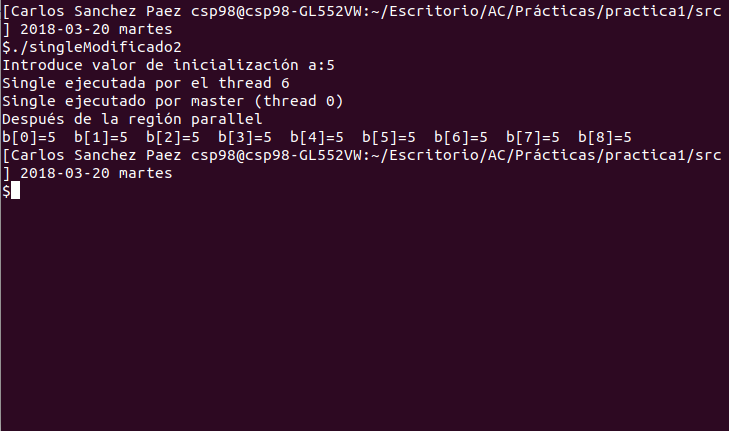 [Carlos Sanchez Paez csp98@csp98-GL552VW:~/Escritorio/AC/Prácticas/practica1/src
] 2018-03-20 martes
$./singleModificado2
Introduce valor de inicialización a:5
Single ejecutada por el thread 6
Single ejecutado por master (thread 0)
Después de la región parallel
b[0]=5  b[1]=5  b[2]=5  b[3]=5  b[4]=5  b[5]=5  b[6]=5  b[7]=5  b[8]=5
[Carlos Sanchez Paez csp98@csp98-GL552VW:~/Escritorio/AC/Prácticas/practica1/src
] 2018-03-20 martes
$